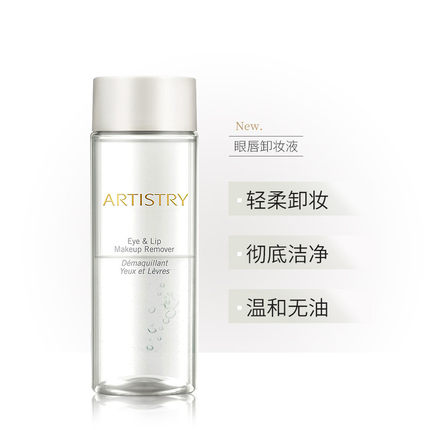 ARTISTRY
Eye & Lip
Makeup Remover
Démaquillant
Yeux et Lèvres
New.
眼唇卸妆液
轻柔卸妆
彻底洁净
温和无油